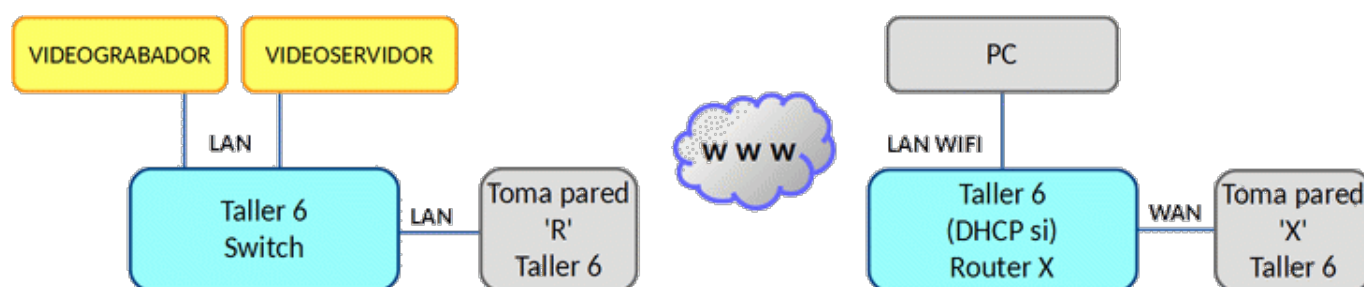 VIDEOGRABADOR
VIDEOSERVIDOR
PC
LAN
LAN WIFI
W W W
Taller 6
Switch
LAN
Toma pared
'R'
Taller 6
Taller 6
(DHCP si)
Router X
WAN
Toma pared
'X'
Taller 6